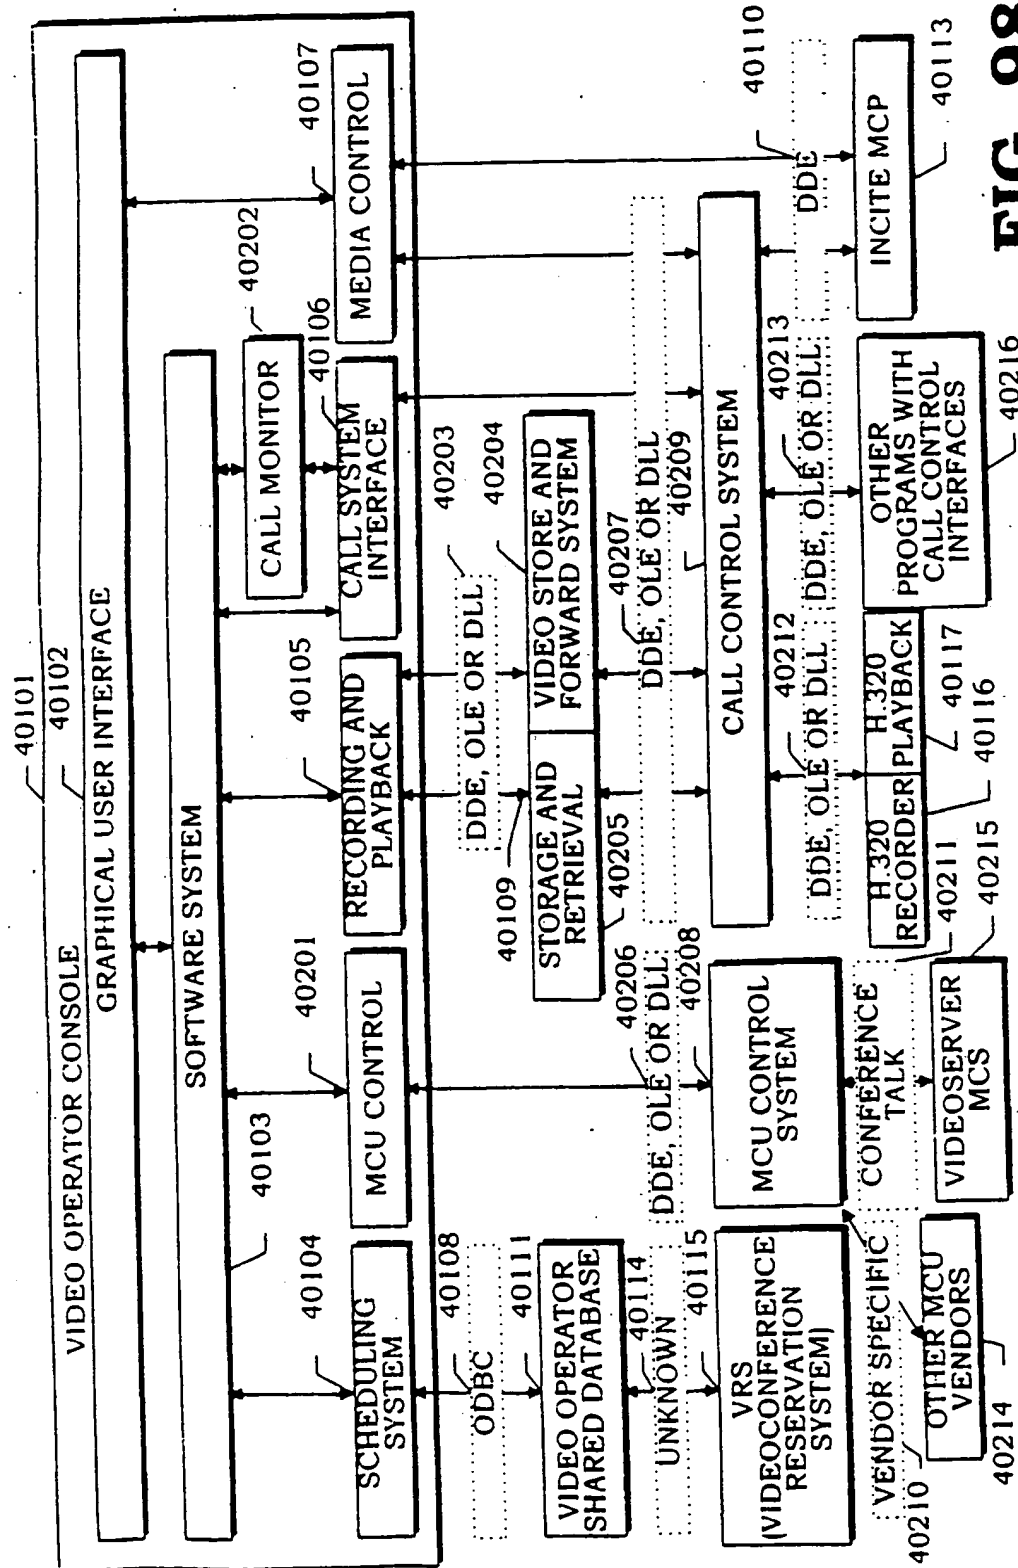 40101
VIDEO OPERATOR CONSOLE
40102
GRAPHICAL USER INTERFACE
SOFTWARE SYSTEM
40103
40202
CALL MONITOR
40104
40201
40105
40106
40107
SCHEDULING
SYSTEM
MCU CONTROL
RECORDING AND
PLAYBACK
CALL SYSTEM
INTERFACE
MEDIA CONTROL
40108
ODBC
40203
DDE, OLE OR DLL
40109
40204
40111
VIDEO OPERATOR
SHARED DATABASE
STORAGE AND
RETRIEVAL
VIDEO STORE AND
FORWARD SYSTEM
40205
40114
UNKNOWN
40206
DDE, OLE OR DLL
40207
DDE, OLE OR DLL
40115
40208
40209
VRS
(VIDEOCONFERENCE
RESERVATION
SYSTEM)
MCU CONTROL
SYSTEM
CALL CONTROL SYSTEM
40212
40213
40110
DDE, OLE OR DLL
DDE, OLE OR DLL
DDE
VENDOR SPECIFIC
40210
CONFERENCE
TALK
40211
H.320
RECORDER
H.320
PLAYBACK
OTHER
PROGRAMS WITH
CALL CONTROL
INTERFACES
INCITE MCP
40117
40116
40113
OTHER MCU
VENDORS
VIDEOSERVER
MCS
40214
40215
40216
FIG. 98